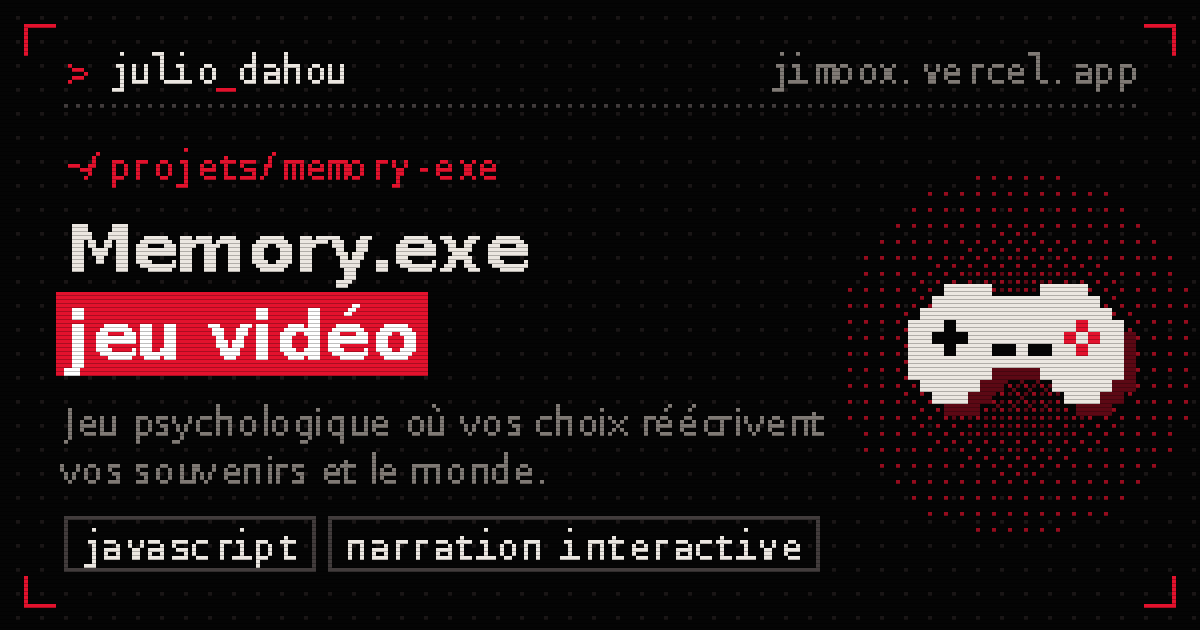 > julio_dahou
jimoox.vercel.app
~/projets/memory-exe
Memory.exe
jeu vidéo
Jeu psychologique où vos choix réécrivent
vos souvenirs et le monde.
javascript
narration interactive